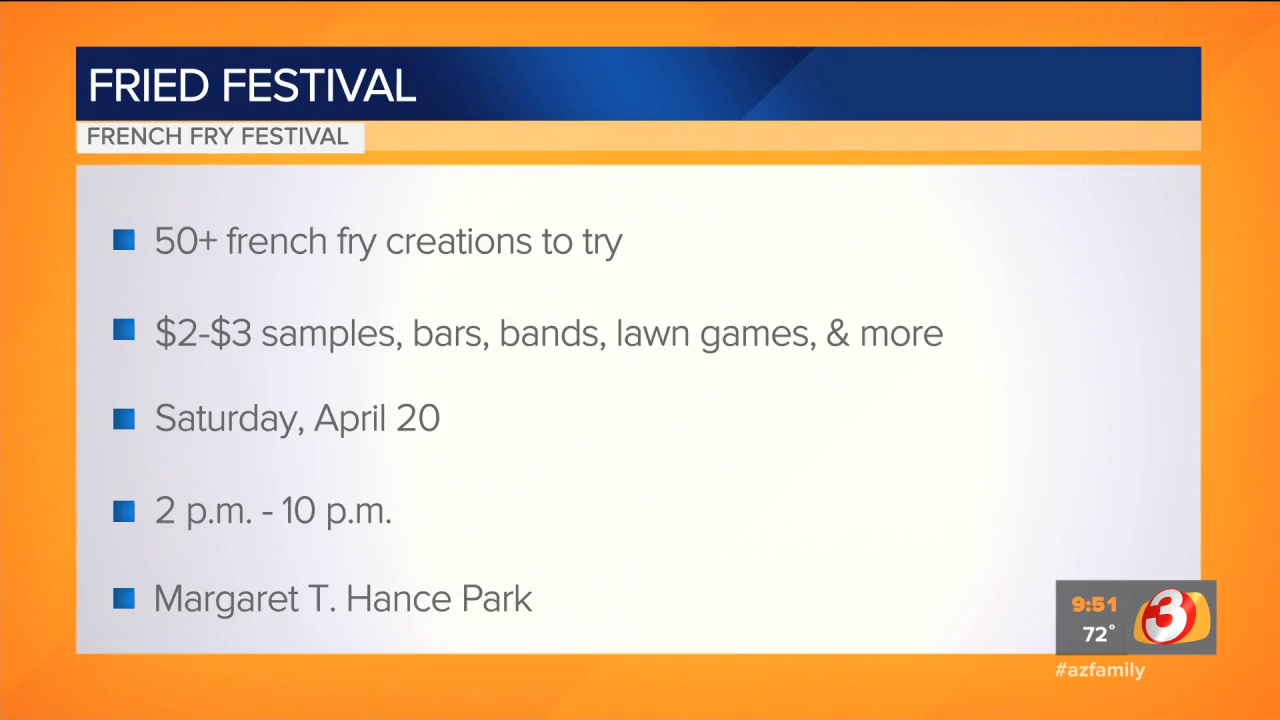 FRIED FESTIVAL
FRENCH FRY FESTIVAL
50+ french fry creations to try
$2-$3 samples, bars, bands, lawn games, & more
Saturday, April 20
2 p.m. - 10 p.m.
Margaret T. Hance Park
9:51
72°
3
#azfamily